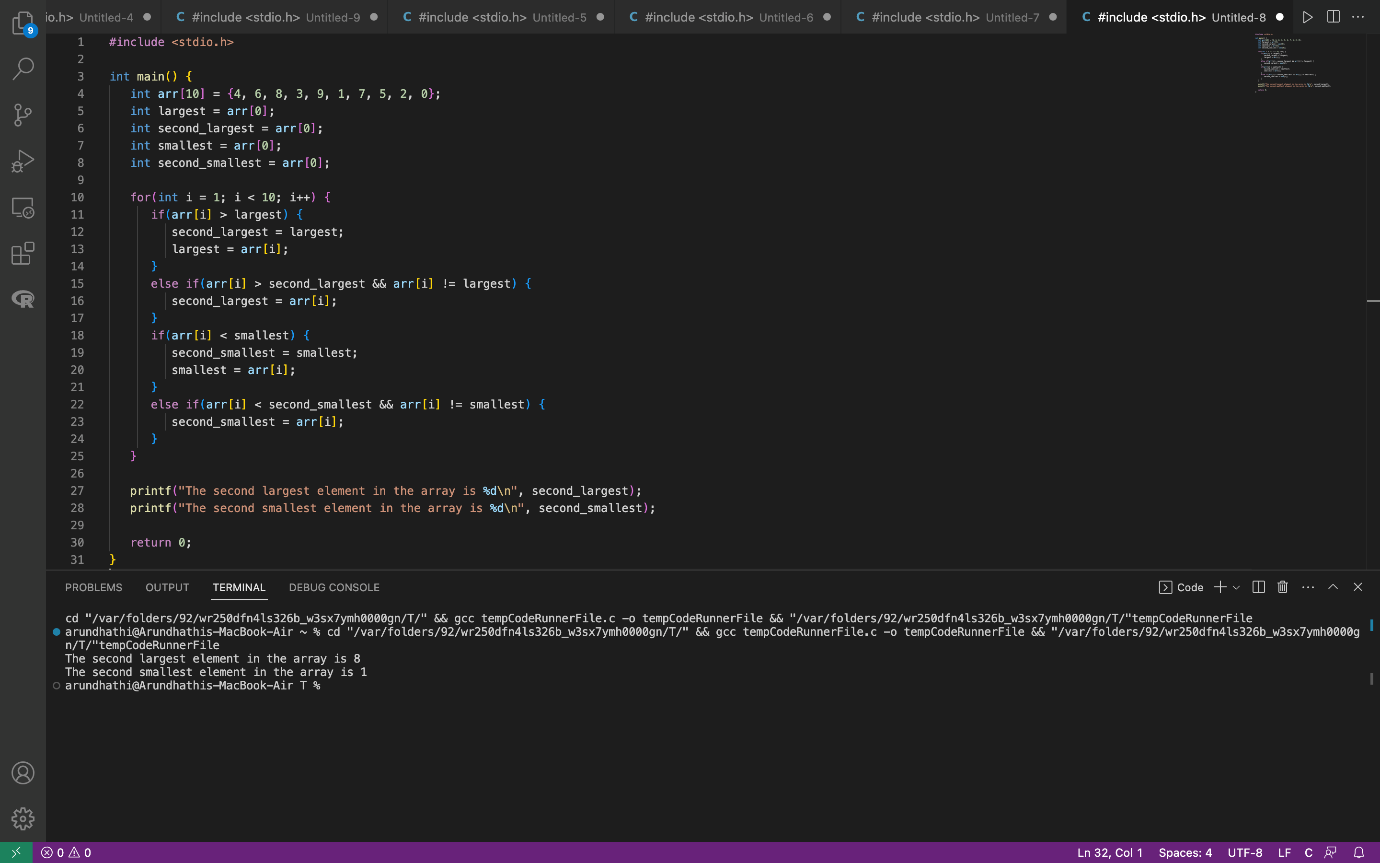 9
io.h> Untitled-4 C #include <stdio.h> Untitled-9 C #include <stdio.h> Untitled-5 C #include <stdio.h> Untitled-6 C #include <stdio.h> Untitled-7 C #include <stdio.h> Untitled-8
1 #include <stdio.h>
2
3 int main() {
4 int arr[10] = {4, 6, 8, 3, 9, 1, 7, 5, 2, 0};
5 int largest = arr[0];
6 int second_largest = arr[0];
7 int smallest = arr[0];
8 int second_smallest = arr[0];
9
10 for(int i = 1; i < 10; i++) {
11 if(arr[i] > largest) {
12 second_largest = largest;
13 largest = arr[i];
14 }
15 else if(arr[i] > second_largest && arr[i] != largest) {
16 second_largest = arr[i];
17 }
18 if(arr[i] < smallest) {
19 second_smallest = smallest;
20 smallest = arr[i];
21 }
22 else if(arr[i] < second_smallest && arr[i] != smallest) {
23 second_smallest = arr[i];
24 }
25 }
26
27 printf("The second largest element in the array is %d\n", second_largest);
28 printf("The second smallest element in the array is %d\n", second_smallest);
29
30 return 0;
31 }
PROBLEMS OUTPUT TERMINAL DEBUG CONSOLE Code
cd "/var/folders/92/wr250dfn4ls326b_w3sx7ymh0000gn/T/" && gcc tempCodeRunnerFile.c -o tempCodeRunnerFile && "/var/folders/92/wr250dfn4ls326b_w3sx7ymh0000gn/T/"tempCodeRunnerFile
arundhathi@Arundhathis-MacBook-Air ~ % cd "/var/folders/92/wr250dfn4ls326b_w3sx7ymh0000gn/T/" && gcc tempCodeRunnerFile.c -o tempCodeRunnerFile && "/var/folders/92/wr250dfn4ls326b_w3sx7ymh0000g
n/T/"tempCodeRunnerFile
The second largest element in the array is 8
The second smallest element in the array is 1
arundhathi@Arundhathis-MacBook-Air T %
0 0 Ln 32, Col 1 Spaces: 4 UTF-8 LF C